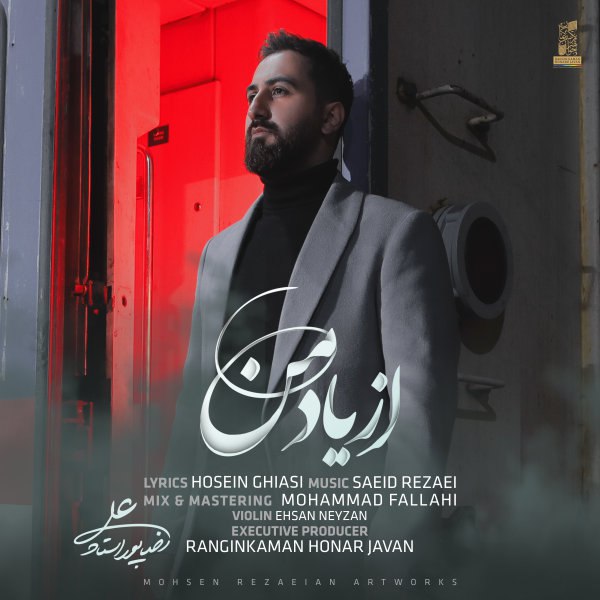 از یاد من
LYRICS HOSEIN GHIASI MUSIC SAEID REZAEI
MIX & MASTERING MOHAMMAD FALLAHI
VIOLIN EHSAN NEYZAN
EXECUTIVE PRODUCER
RANGINKAMAN HONAR JAVAN
علی
رضا پوراستاد
MOHSEN REZAEIAN ARTWORKS